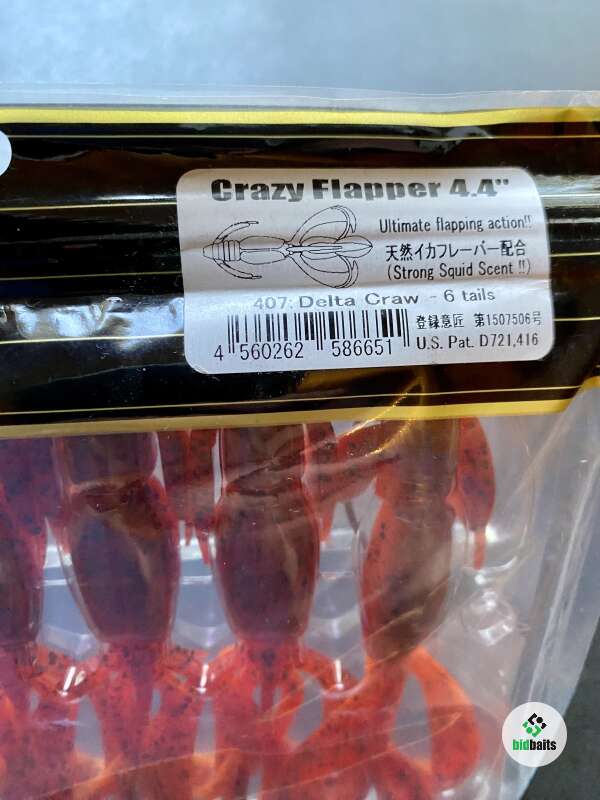 Crazy Flapper 4.4"
Ultimate flapping action!!
天然イカフレーバー配合
(Strong Squid Scent !!)
407: Delta Craw - 6 tails
4 560262 586651
登録意匠 第1507506号
U.S. Pat. D721,416
bidbaits